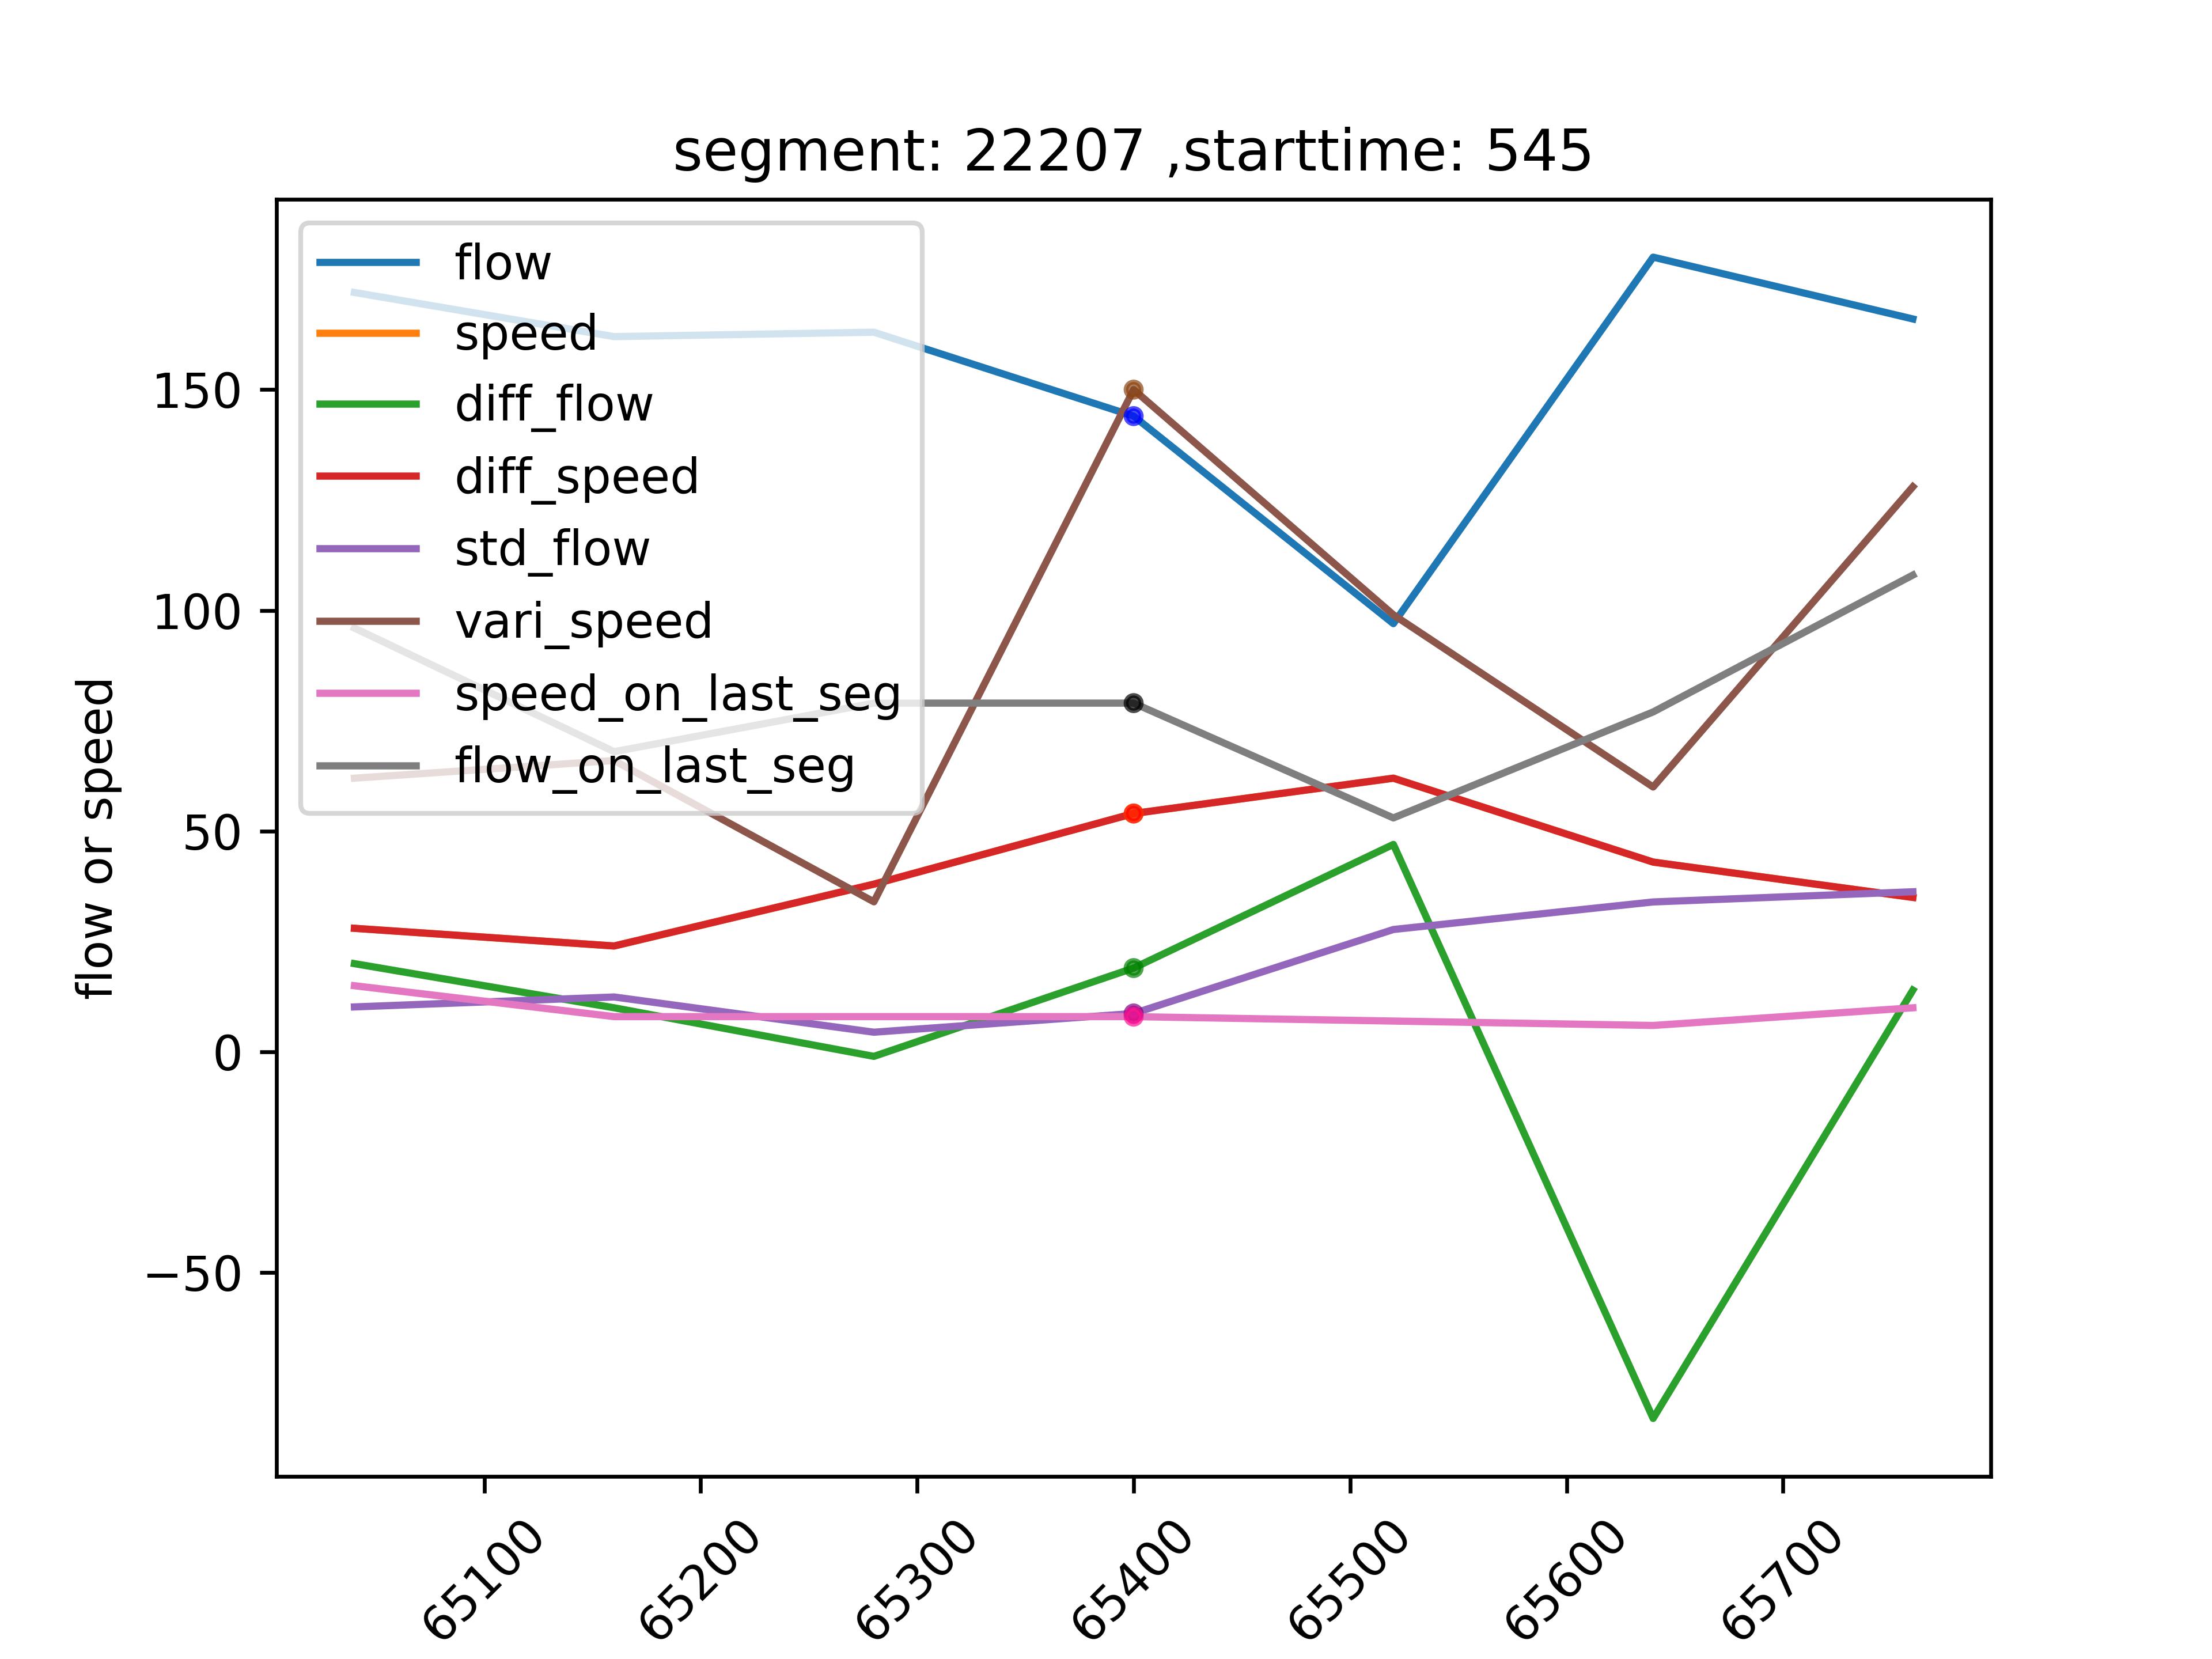 segment: 22207 ,starttime: 545
flow
speed
diff_flow
diff_speed
std_flow
vari_speed
speed_on_last_seg
flow_on_last_seg
flow or speed
150
100
50
0
−50
65100
65200
65300
65400
65500
65600
65700